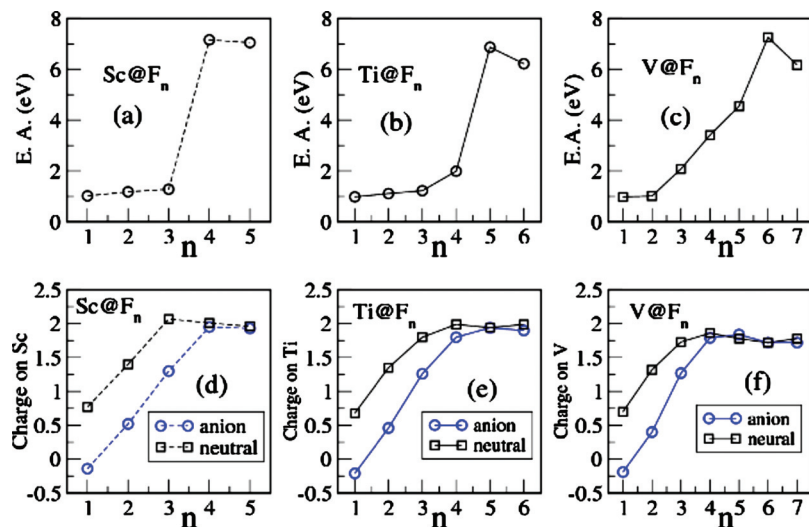 8
6
4
2
0
E. A. (eV)
Sc@Fn
(a)
1 2 3 4 5
n
8
6
4
2
0
E. A. (eV)
Ti@Fn
(b)
1 2 3 4 5 6
n
8
6
4
2
0
E.A. (eV)
V@Fn
(c)
1 2 3 4 5 6 7
n
2.5
2
1.5
1
0.5
0
-0.5
Charge on Sc
Sc@Fn
(d)
anion
neutral
1 2 3 4 5
n
2.5
2
1.5
1
0.5
0
-0.5
Charge on Ti
Ti@Fn
(e)
anion
neutral
1 2 3 4 5 6
n
2.5
2
1.5
1
0.5
0
-0.5
Charge on V
V@Fn
(f)
anion
neural
1 2 3 4 5 6 7
n